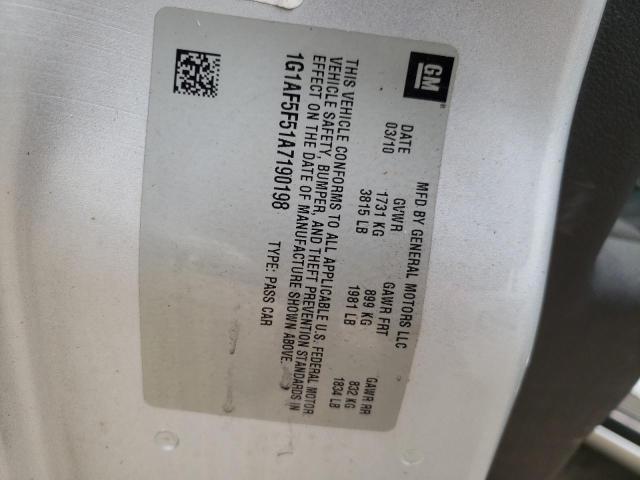 GM
MFD BY GENERAL MOTORS LLC
DATE GVWR GAWR FRT GAWR RR
03/10 1731 KG 899 KG 832 KG
3815 LB 1981 LB 1834 LB
THIS VEHICLE CONFORMS TO ALL APPLICABLE U.S. FEDERAL MOTOR
VEHICLE SAFETY, BUMPER, AND THEFT PREVENTION STANDARDS IN
EFFECT ON THE DATE OF MANUFACTURE SHOWN ABOVE.
1G1AF5F51A7190198 TYPE: PASS CAR